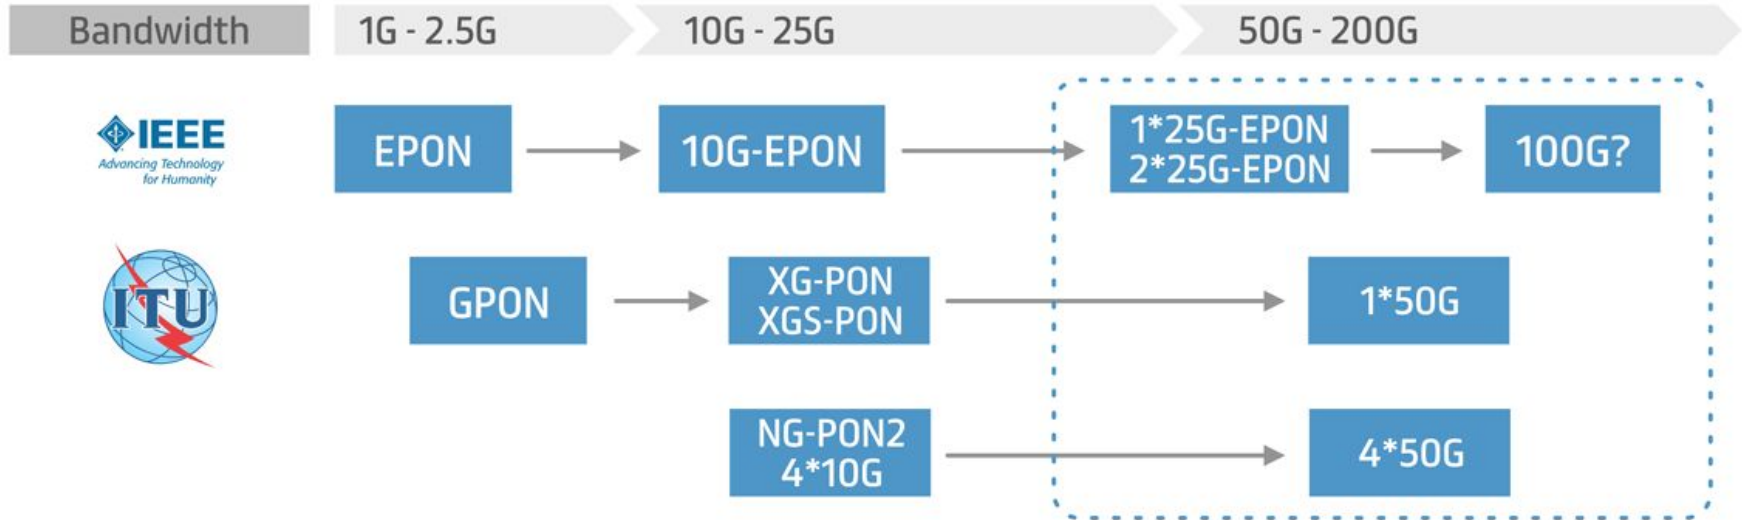 Bandwidth
1G - 2.5G
10G - 25G
50G - 200G
IEEE
Advancing Technology
for Humanity
EPON
10G-EPON
1*25G-EPON
2*25G-EPON
100G?
ITU
GPON
XG-PON
XGS-PON
1*50G
NG-PON2
4*10G
4*50G